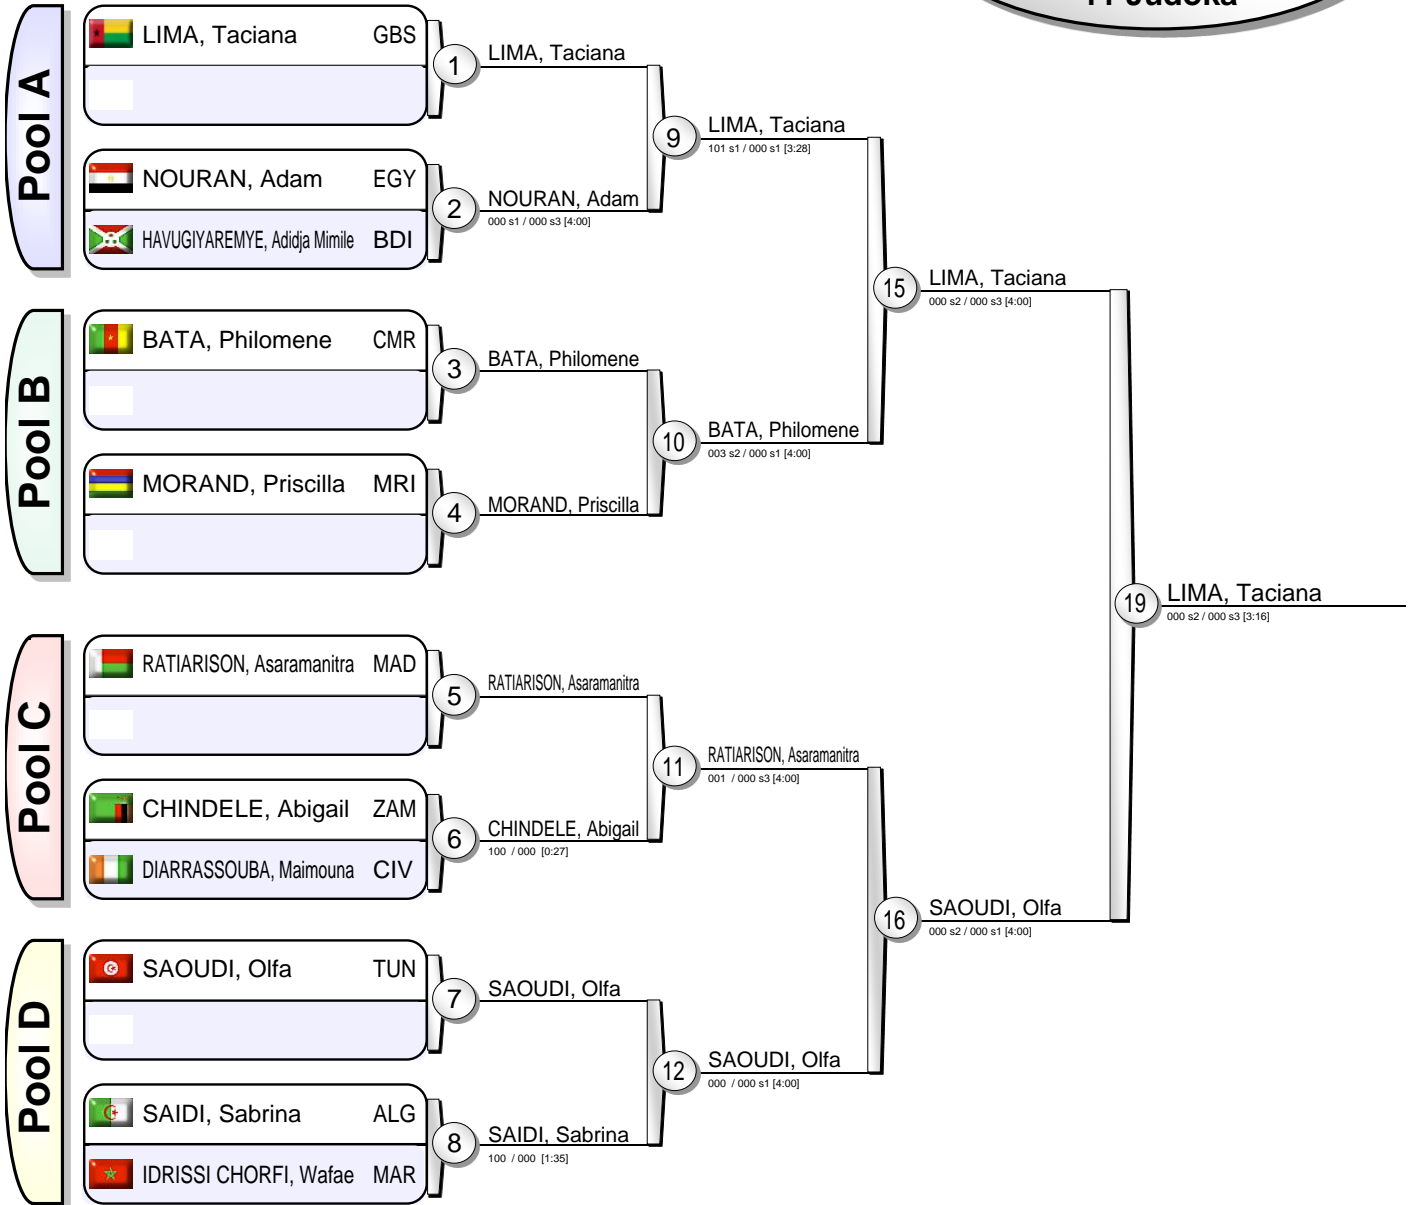 11 Judoka
Pool A
LIMA, Taciana GBS
NOURAN, Adam EGY
HAVUGIYAREMYE, Adidja Mimile BDI
1
LIMA, Taciana
2
NOURAN, Adam
000 s1 / 000 s3 [4:00]
9
LIMA, Taciana
101 s1 / 000 s1 [3:28]
Pool B
BATA, Philomene CMR
MORAND, Priscilla MRI
3
BATA, Philomene
4
MORAND, Priscilla
10
BATA, Philomene
003 s2 / 000 s1 [4:00]
15
LIMA, Taciana
000 s2 / 000 s3 [4:00]
Pool C
RATIARISON, Asaramanitra MAD
CHINDELE, Abigail ZAM
DIARRASSOUBA, Maimouna CIV
5
RATIARISON, Asaramanitra
6
CHINDELE, Abigail
100 / 000 [0:27]
11
RATIARISON, Asaramanitra
001 / 000 s3 [4:00]
Pool D
SAOUDI, Olfa TUN
SAIDI, Sabrina ALG
IDRISSI CHORFI, Wafae MAR
7
SAOUDI, Olfa
8
SAIDI, Sabrina
100 / 000 [1:35]
12
SAOUDI, Olfa
000 / 000 s1 [4:00]
16
SAOUDI, Olfa
000 s2 / 000 s1 [4:00]
19
LIMA, Taciana
000 s2 / 000 s3 [3:16]